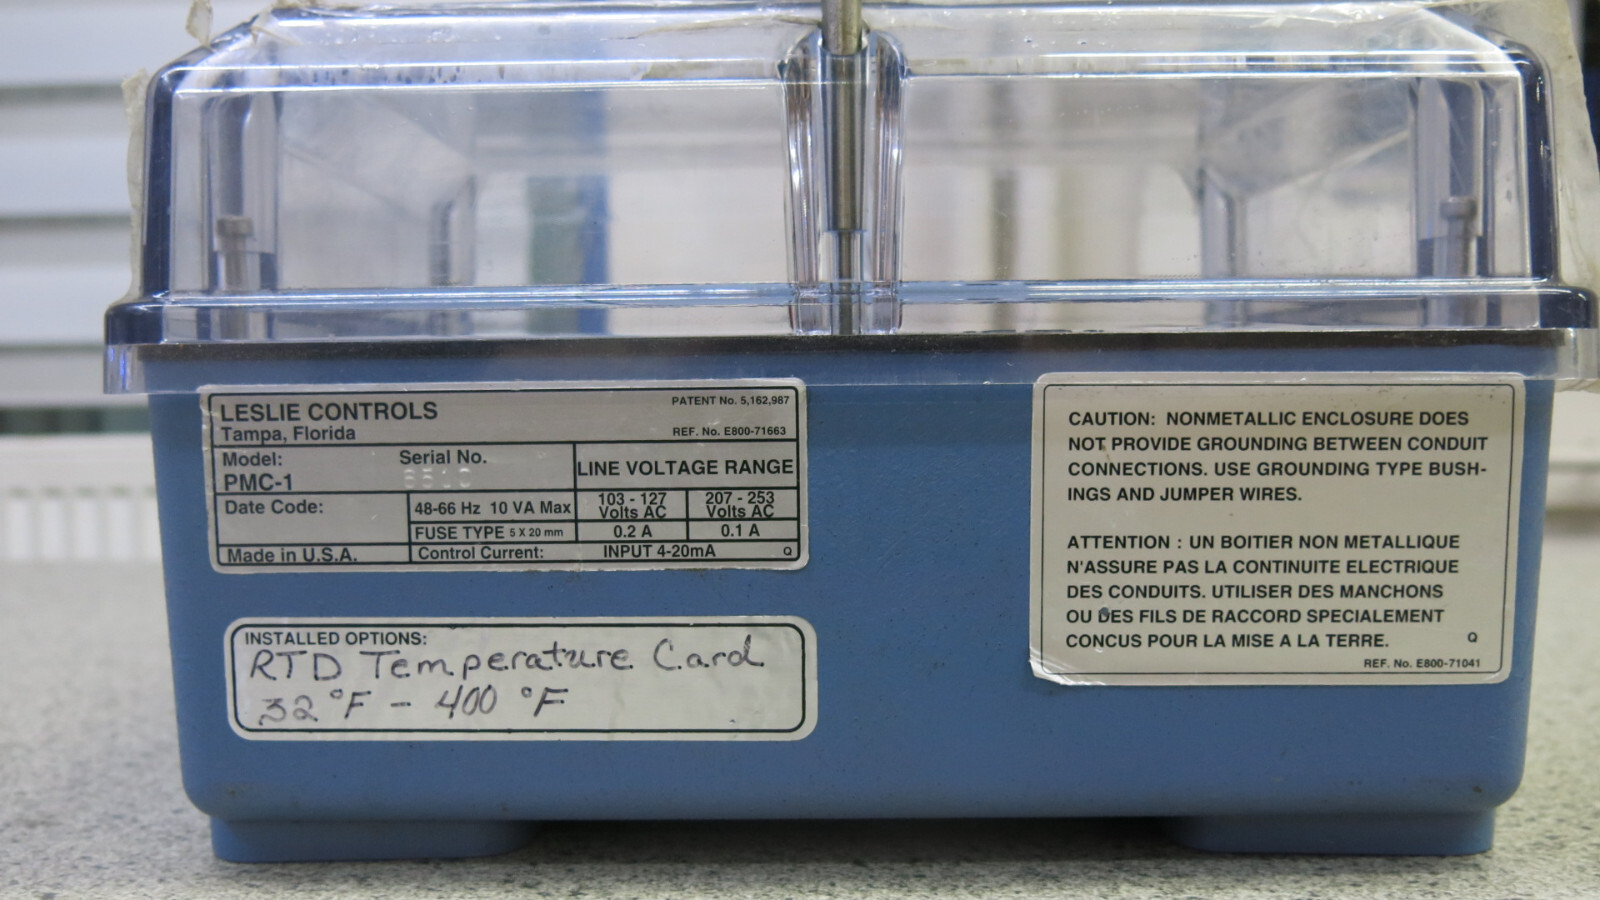 LESLIE CONTROLS
PATENT No. 5,162,987
Tampa, Florida
REF. No. E800-71663
Model:
PMC-1
Serial No.
LINE VOLTAGE RANGE
Date Code:
48-66 Hz 10 VA Max
103 - 127
Volts AC
207 - 253
Volts AC
FUSE TYPE 5 X 20 mm
0.2 A
0.1 A
Made in U.S.A.
Control Current:
INPUT 4-20mA
Q
INSTALLED OPTIONS:
RTD Temperature Card
32 °F - 400 °F
CAUTION: NONMETALLIC ENCLOSURE DOES
NOT PROVIDE GROUNDING BETWEEN CONDUIT
CONNECTIONS. USE GROUNDING TYPE BUSH-
INGS AND JUMPER WIRES.
ATTENTION : UN BOITIER NON METALLIQUE
N'ASSURE PAS LA CONTINUITE ELECTRIQUE
DES CONDUITS. UTILISER DES MANCHONS
OU DES FILS DE RACCORD SPECIALEMENT
CONCUS POUR LA MISE A LA TERRE.
Q
REF. No. E800-71041